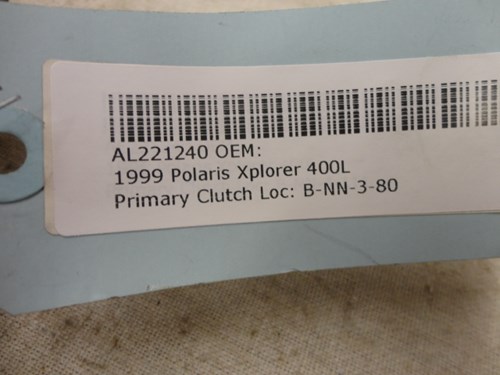 AL221240 OEM:
1999 Polaris Xplorer 400L
Primary Clutch Loc: B-NN-3-80